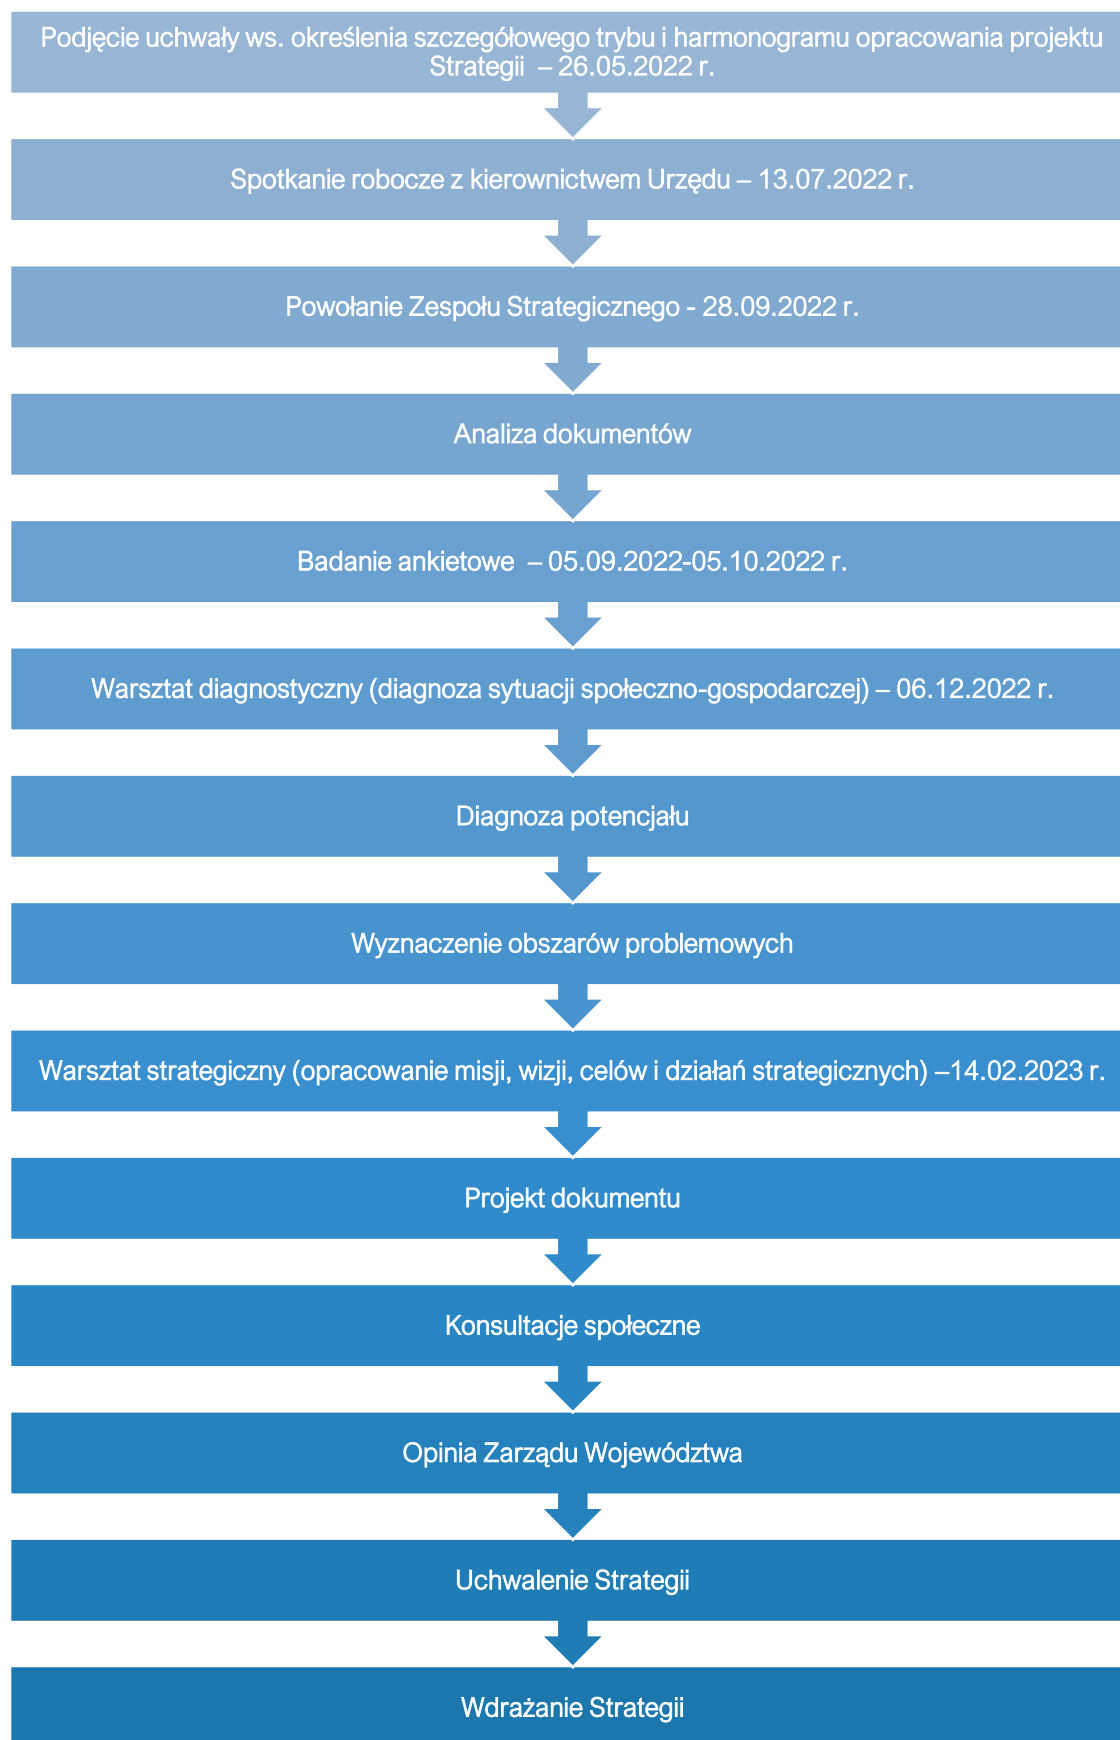 Podjęcie uchwały ws. określenia szczegółowego trybu i harmonogramu opracowania projektu
Strategii – 26.05.2022 r.
Spotkanie robocze z kierownictwem Urzędu – 13.07.2022 r.
Powołanie Zespołu Strategicznego - 28.09.2022 r.
Analiza dokumentów
Badanie ankietowe – 05.09.2022-05.10.2022 r.
Warsztat diagnostyczny (diagnoza sytuacji społeczno-gospodarczej) – 06.12.2022 r.
Diagnoza potencjału
Wyznaczenie obszarów problemowych
Warsztat strategiczny (opracowanie misji, wizji, celów i działań strategicznych) –14.02.2023 r.
Projekt dokumentu
Konsultacje społeczne
Opinia Zarządu Województwa
Uchwalenie Strategii
Wdrażanie Strategii